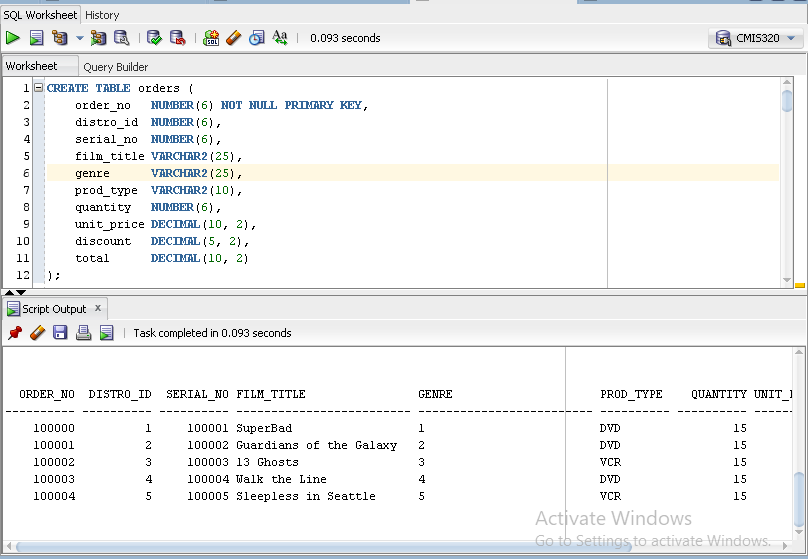 SQL Worksheet History
0.093 seconds
CMIS320
Worksheet Query Builder
1 CREATE TABLE orders (
2 order_no NUMBER(6) NOT NULL PRIMARY KEY,
3 distro_id NUMBER(6),
4 serial_no NUMBER(6),
5 film_title VARCHAR2(25),
6 genre VARCHAR2(25),
7 prod_type VARCHAR2(10),
8 quantity NUMBER(6),
9 unit_price DECIMAL(10, 2),
10 discount DECIMAL(5, 2),
11 total DECIMAL(10, 2)
12 );
Script Output x
Task completed in 0.093 seconds
ORDER_NO DISTRO_ID SERIAL_NO FILM_TITLE GENRE PROD_TYPE QUANTITY
100000 1 100001 SuperBad 1 DVD 15
100001 2 100002 Guardians of the Galaxy 2 DVD 15
100002 3 100003 13 Ghosts 3 VCR 15
100003 4 100004 Walk the Line 4 DVD 15
100004 5 100005 Sleepless in Seattle 5 VCR 15
Activate Windows
Go to Settings to activate Windows.